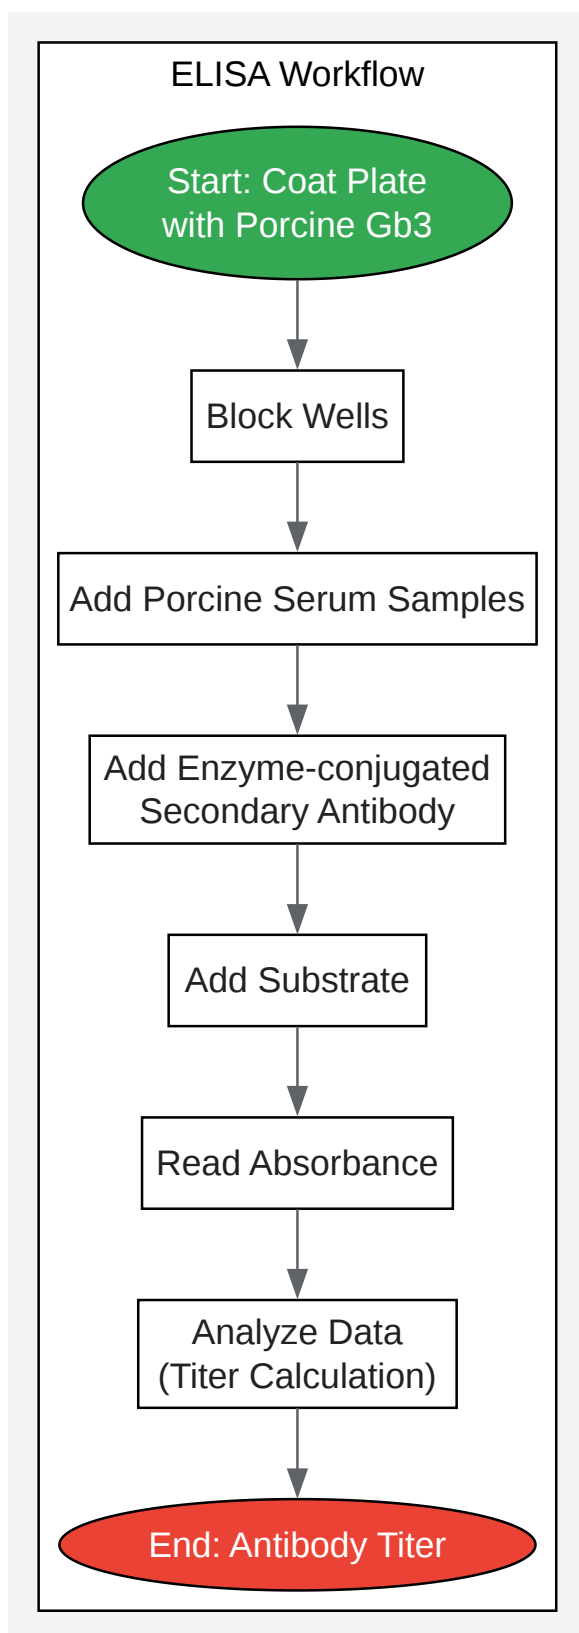 ELISA Workflow
Start: Coat Plate
with Porcine Gb3
Block Wells
Add Porcine Serum Samples
Add Enzyme-conjugated
Secondary Antibody
Add Substrate
Read Absorbance
Analyze Data
(Titer Calculation)
End: Antibody Titer